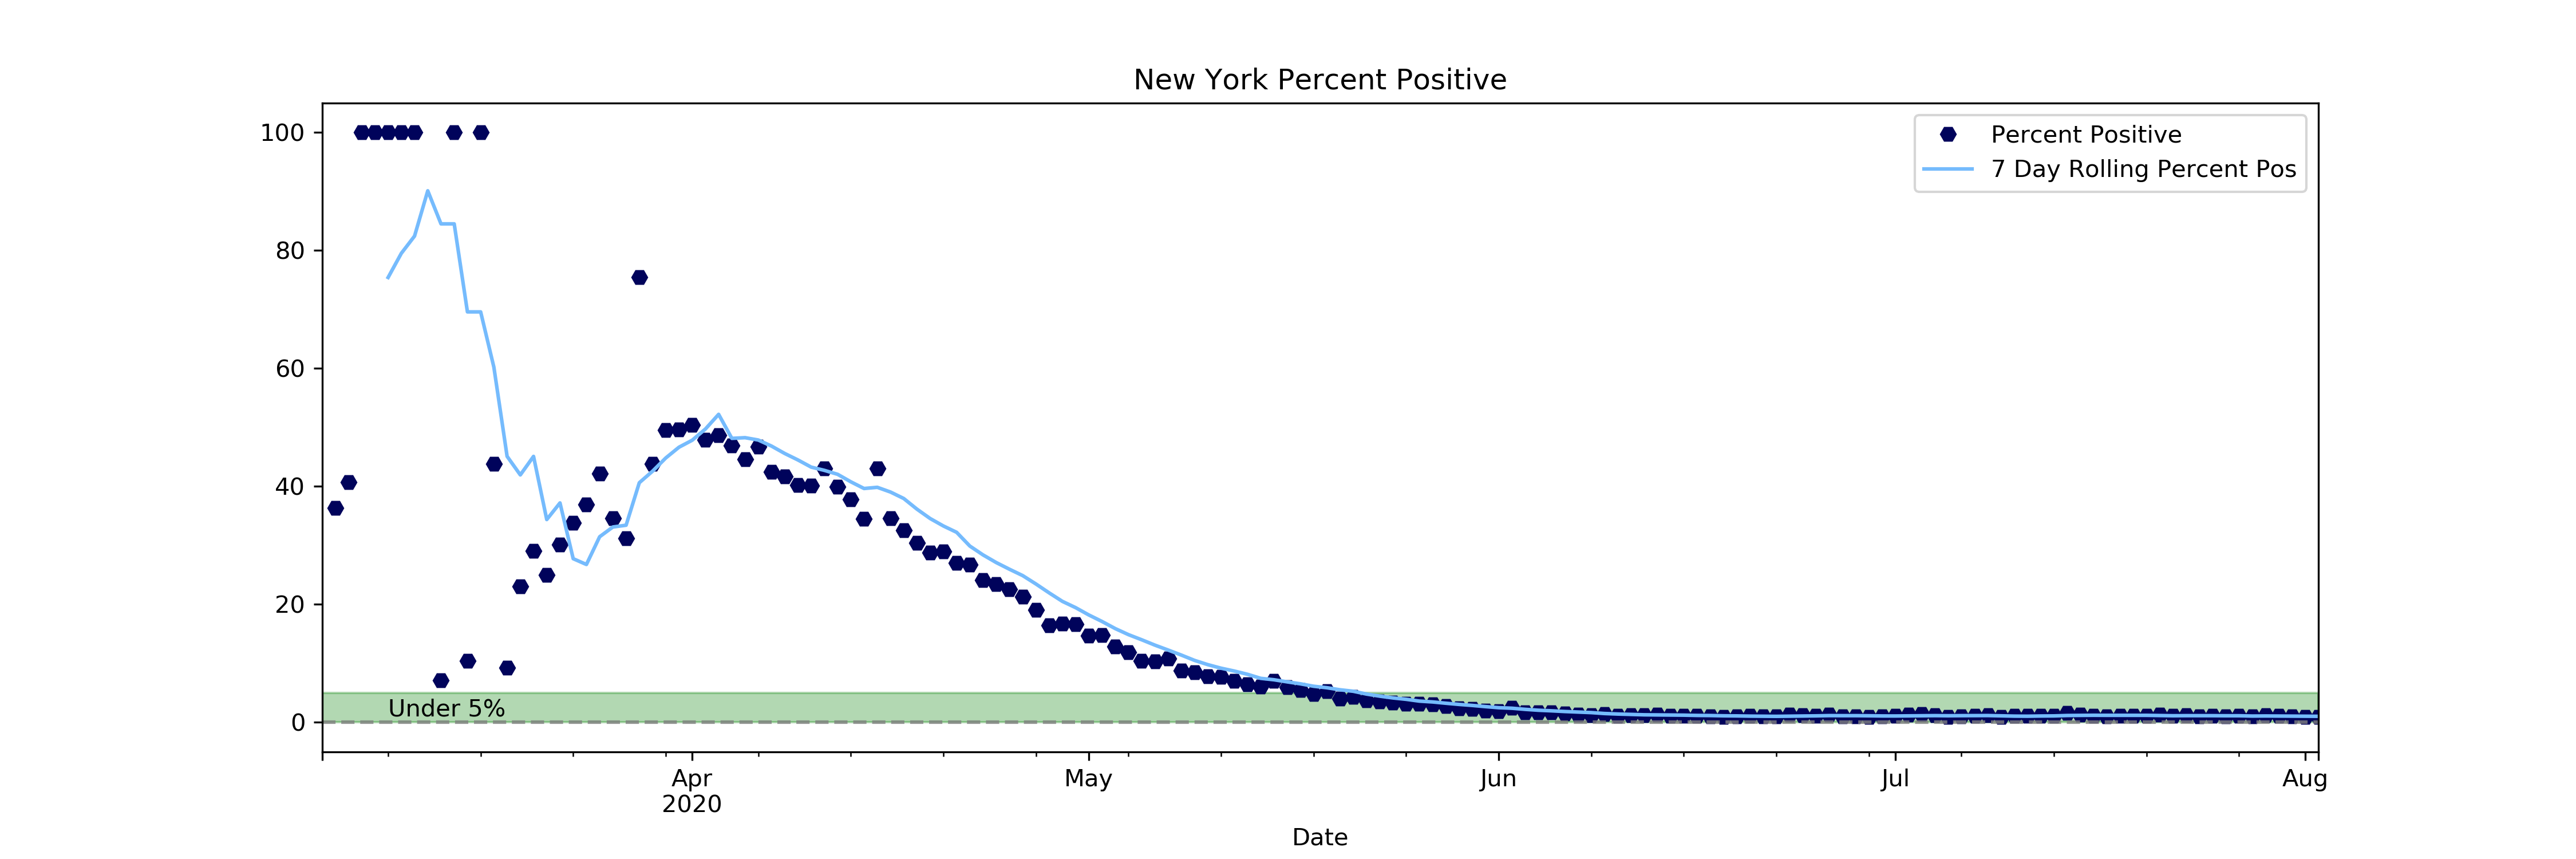 New York Percent Positive
Percent Positive
7 Day Rolling Percent Pos
100
80
60
40
20
0
Under 5%
Apr
2020
May
Jun
Jul
Aug
Date